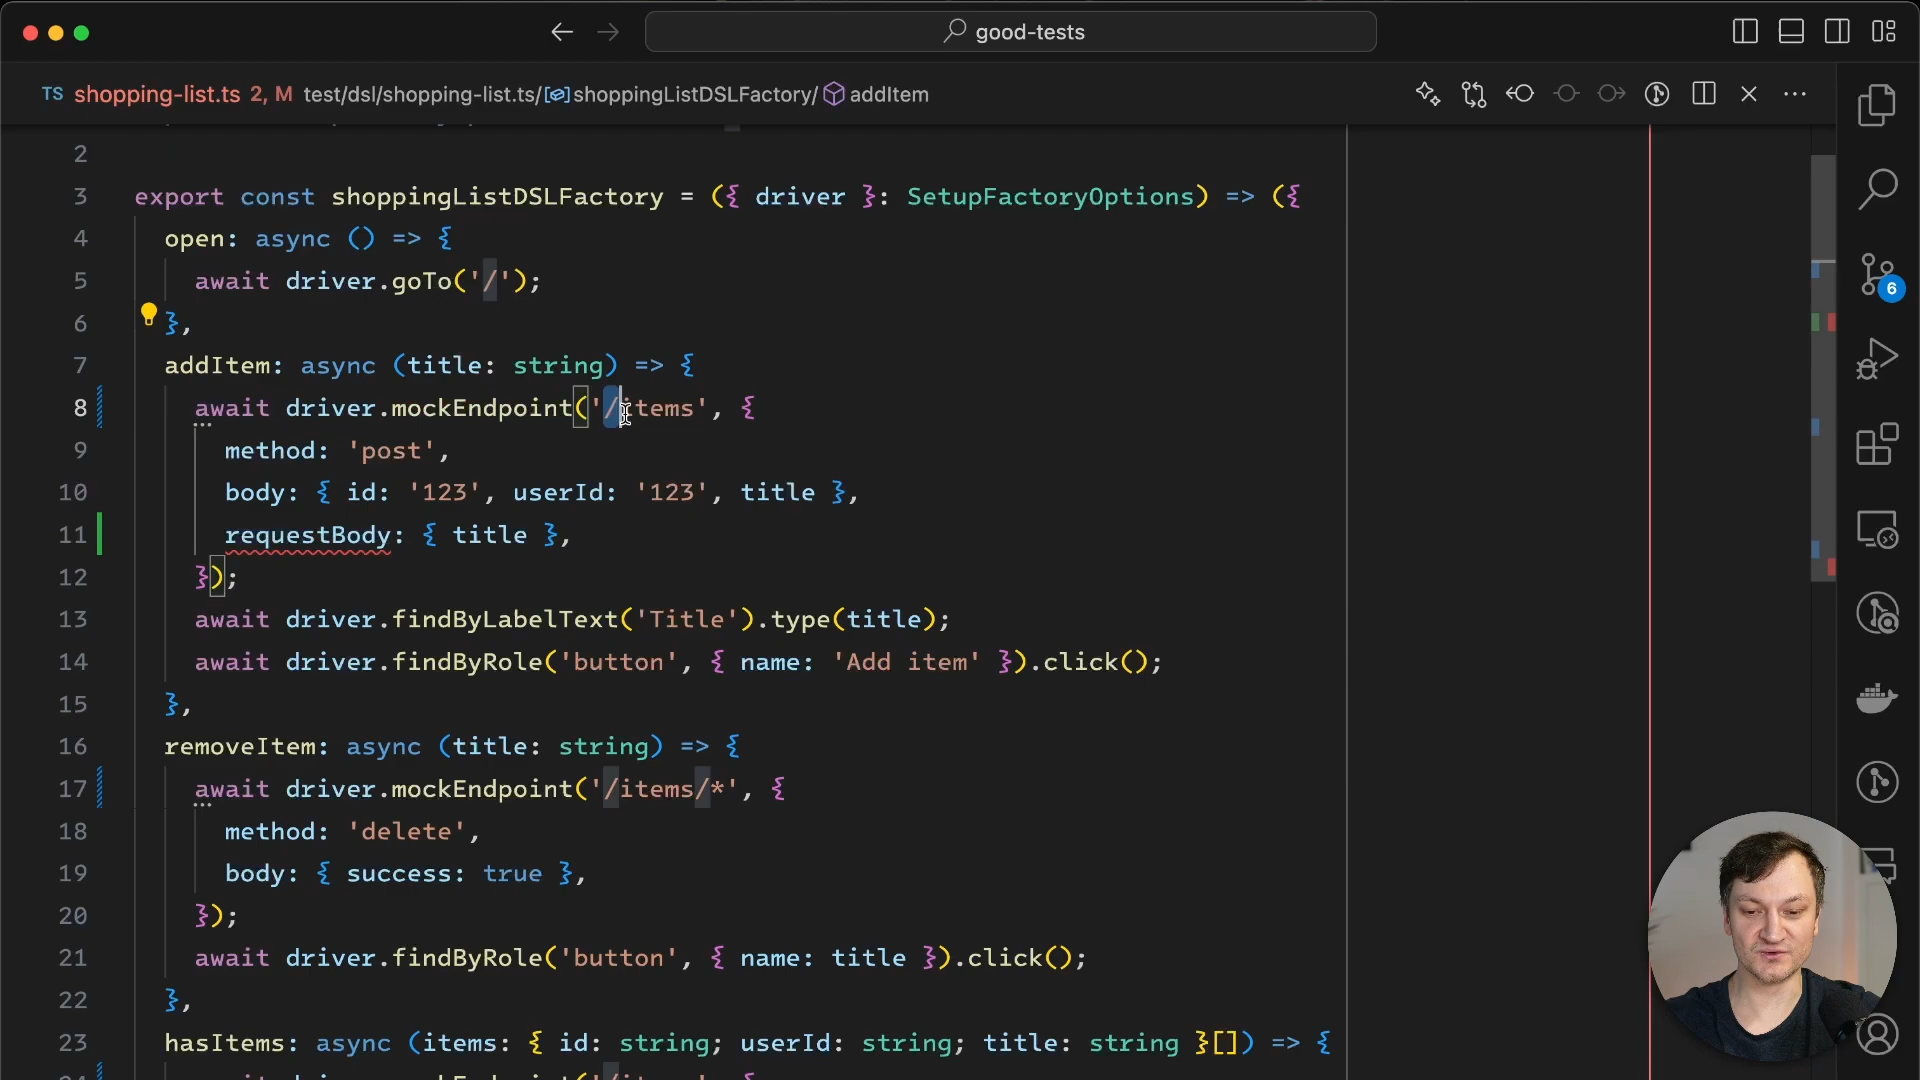 good-tests
TS shopping-list.ts 2, M test/dsl/shopping-list.ts/ shoppingListDSLFactory/ addItem
2
3 export const shoppingListDSLFactory = ({ driver }: SetupFactoryOptions) => ({
4 open: async () => {
5 await driver.goTo('/');
6 },
7 addItem: async (title: string) => {
8 await driver.mockEndpoint('/items', {
9 method: 'post',
10 body: { id: '123', userId: '123', title },
11 requestBody: { title },
12 });
13 await driver.findByLabelText('Title').type(title);
14 await driver.findByRole('button', { name: 'Add item' }).click();
15 },
16 removeItem: async (title: string) => {
17 await driver.mockEndpoint('/items/*', {
18 method: 'delete',
19 body: { success: true },
20 });
21 await driver.findByRole('button', { name: title }).click();
22 },
23 hasItems: async (items: { id: string; userId: string; title: string }[]) => {
6